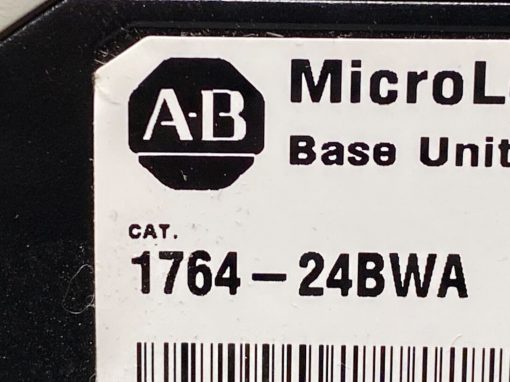 A-B
MicroL
Base Unit
CAT.
1764-24BWA